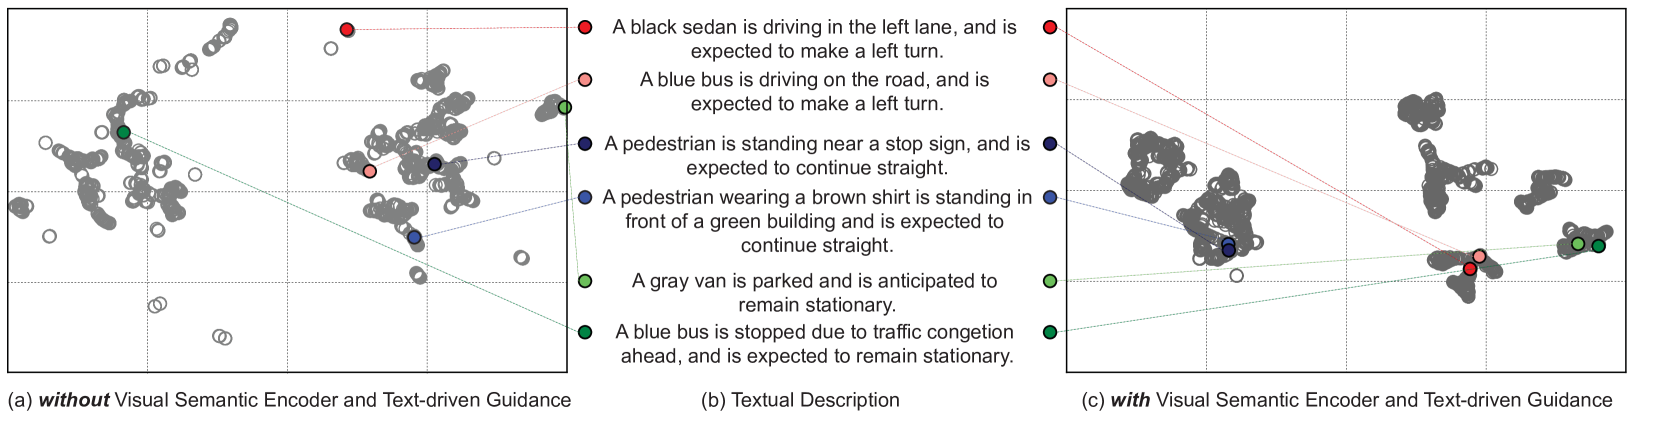 A black sedan is driving in the left lane, and is
expected to make a left turn.
A blue bus is driving on the road, and is
expected to make a left turn.
A pedestrian is standing near a stop sign, and is
expected to continue straight.
A pedestrian wearing a brown shirt is standing in
front of a green building and is expected to
continue straight.
A gray van is parked and is anticipated to
remain stationary.
A blue bus is stopped due to traffic congetion
ahead, and is expected to remain stationary.
(a) without Visual Semantic Encoder and Text-driven Guidance
(b) Textual Description
(c) with Visual Semantic Encoder and Text-driven Guidance